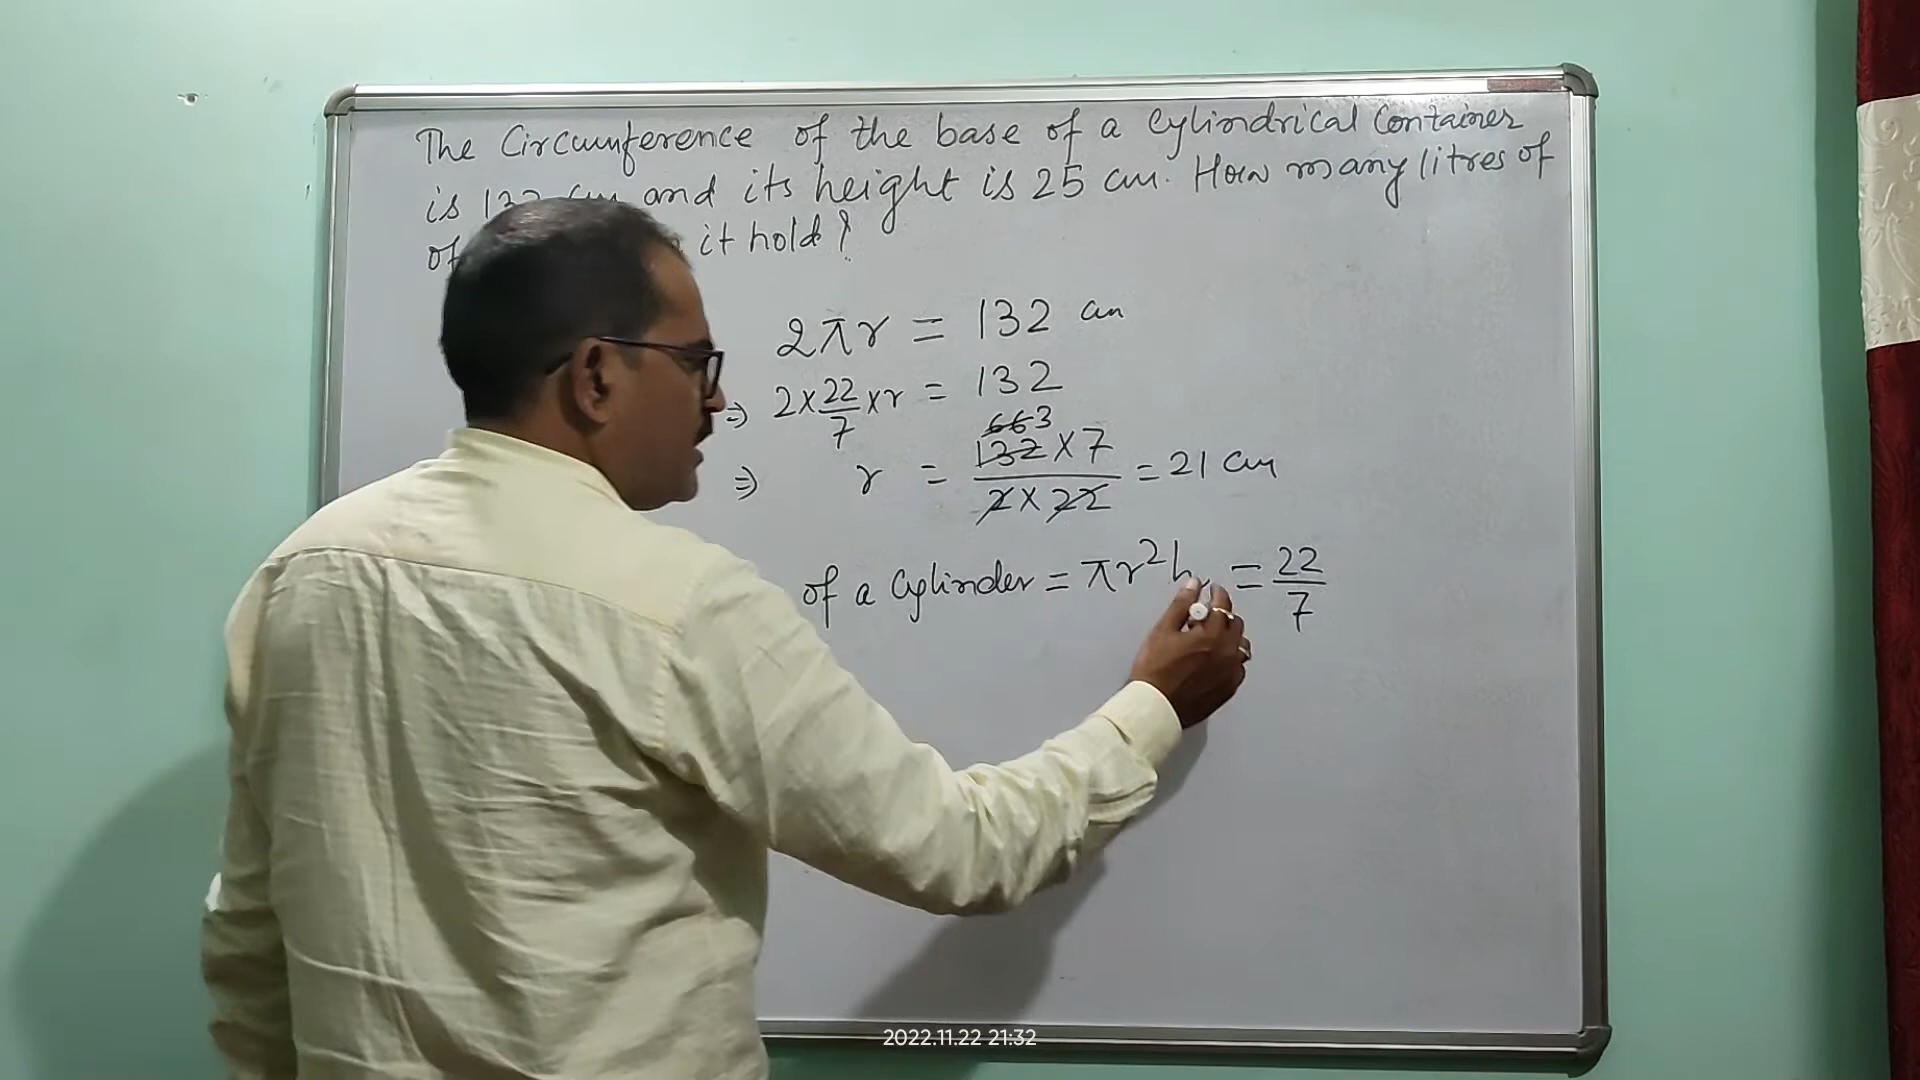 The Circumference of the base of a Cylindrical Container
is 132 cm and its height is 25 cm. How many litres of
of it hold?
2πr = 132 cm
⇒ 2 × 22/7 × r = 132
663
⇒ r = 132 × 7 / 2 × 22 = 21 cm
of a Cylinder = πr²h = 22/7
2022.11.22 21:32